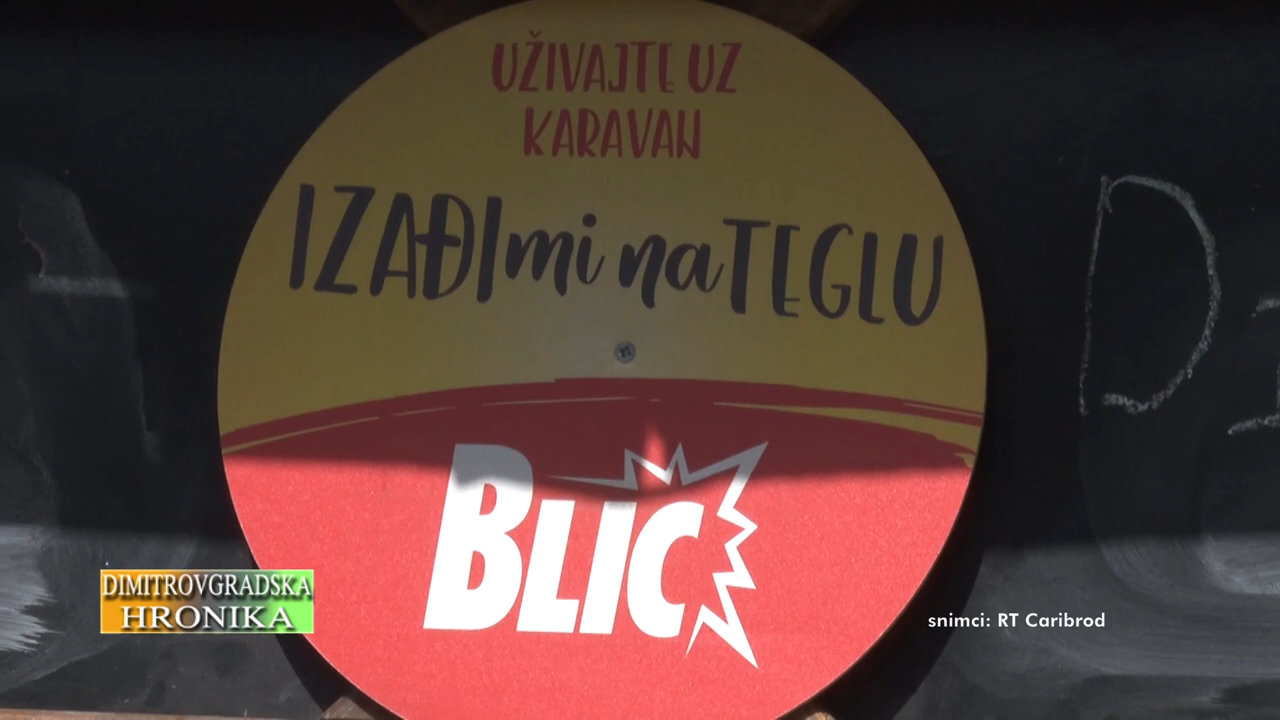 UŽIVAJTE UZ
KARAVAN
IZAĐI mi na TEGLU
BLIC
D
DIMITROVGRADSKA
HRONIKA
snimci: RT Caribrod